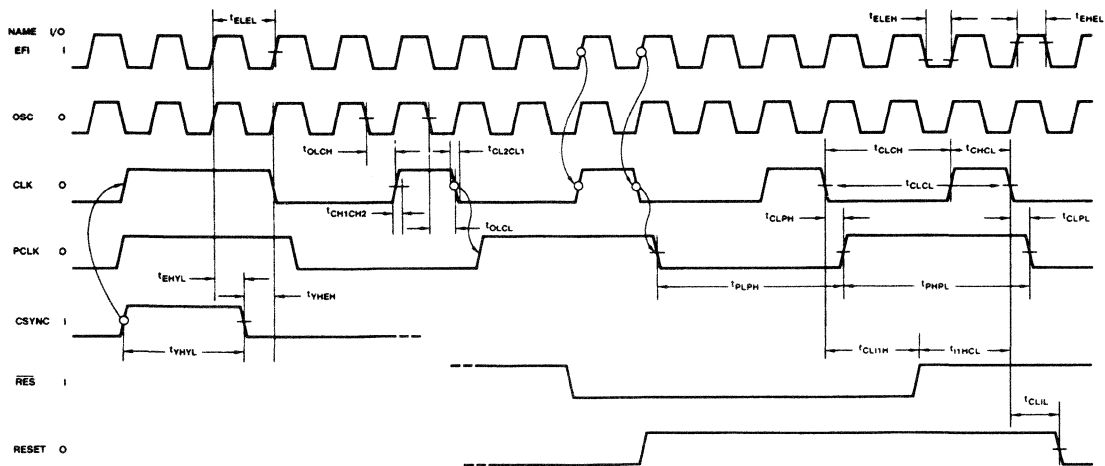 NAME I/O
EFI I
OSC O
CLK O
PCLK O
CSYNC I
RES I
RESET O
tELEL
tELEH
tEHEL
tOLCH
tCL2CL1
tCLCH
tCHCL
tCLCL
tCH1CH2
tOLCL
tCLPH
tCLPL
tEHYL
tYHEH
tPLPH
tPHPL
tYHYL
tCLI1H
tI1HCL
tCLIL